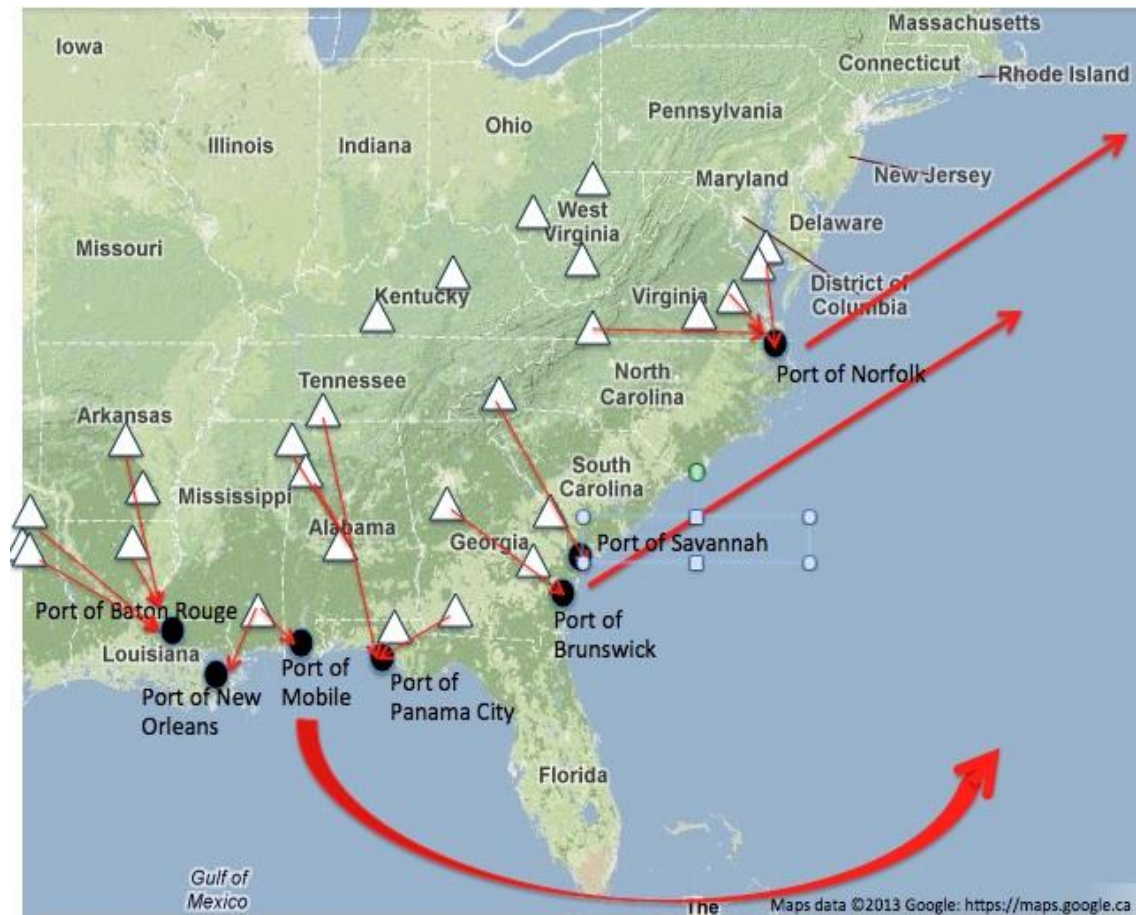 Massachusetts
Iowa
Connecticut
Rhode Island
Pennsylvania
Ohio
Illinois
Indiana
Maryland
New Jersey
West
Virginia
Delaware
Missouri
Kentucky
Virginia
District of
Columbia
Port of Norfolk
Tennessee
North
Carolina
Arkansas
South
Carolina
Mississippi
Alabama
Georgia
Port of Savannah
Port of Baton Rouge
Port of
Brunswick
Louisiana
Port of New
Orleans
Port of
Mobile
Port of
Panama City
Florida
Gulf of
Mexico
The
Maps data ©2013 Google: https://maps.google.ca